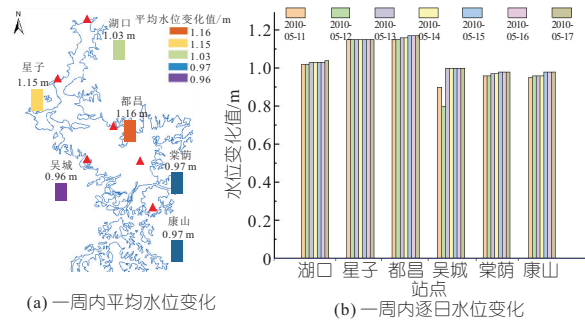 (a)
N
湖口
1.03 m
平均水位变化值/m
1.16
1.15
1.03
0.97
0.96
星子
1.15 m
都昌
1.16 m
吴城
0.96 m
棠荫
0.97 m
康山
0.97 m
(a) 一周内平均水位变化
(b)
水位变化值/m
1.2
1.0
0.8
0.6
0.4
0.2
0
2010- 2010- 2010- 2010- 2010- 2010- 2010-
05-11 05-12 05-13 05-14 05-15 05-16 05-17
湖口 星子 都昌 吴城 棠荫 康山
站点
(b) 一周内逐日水位变化